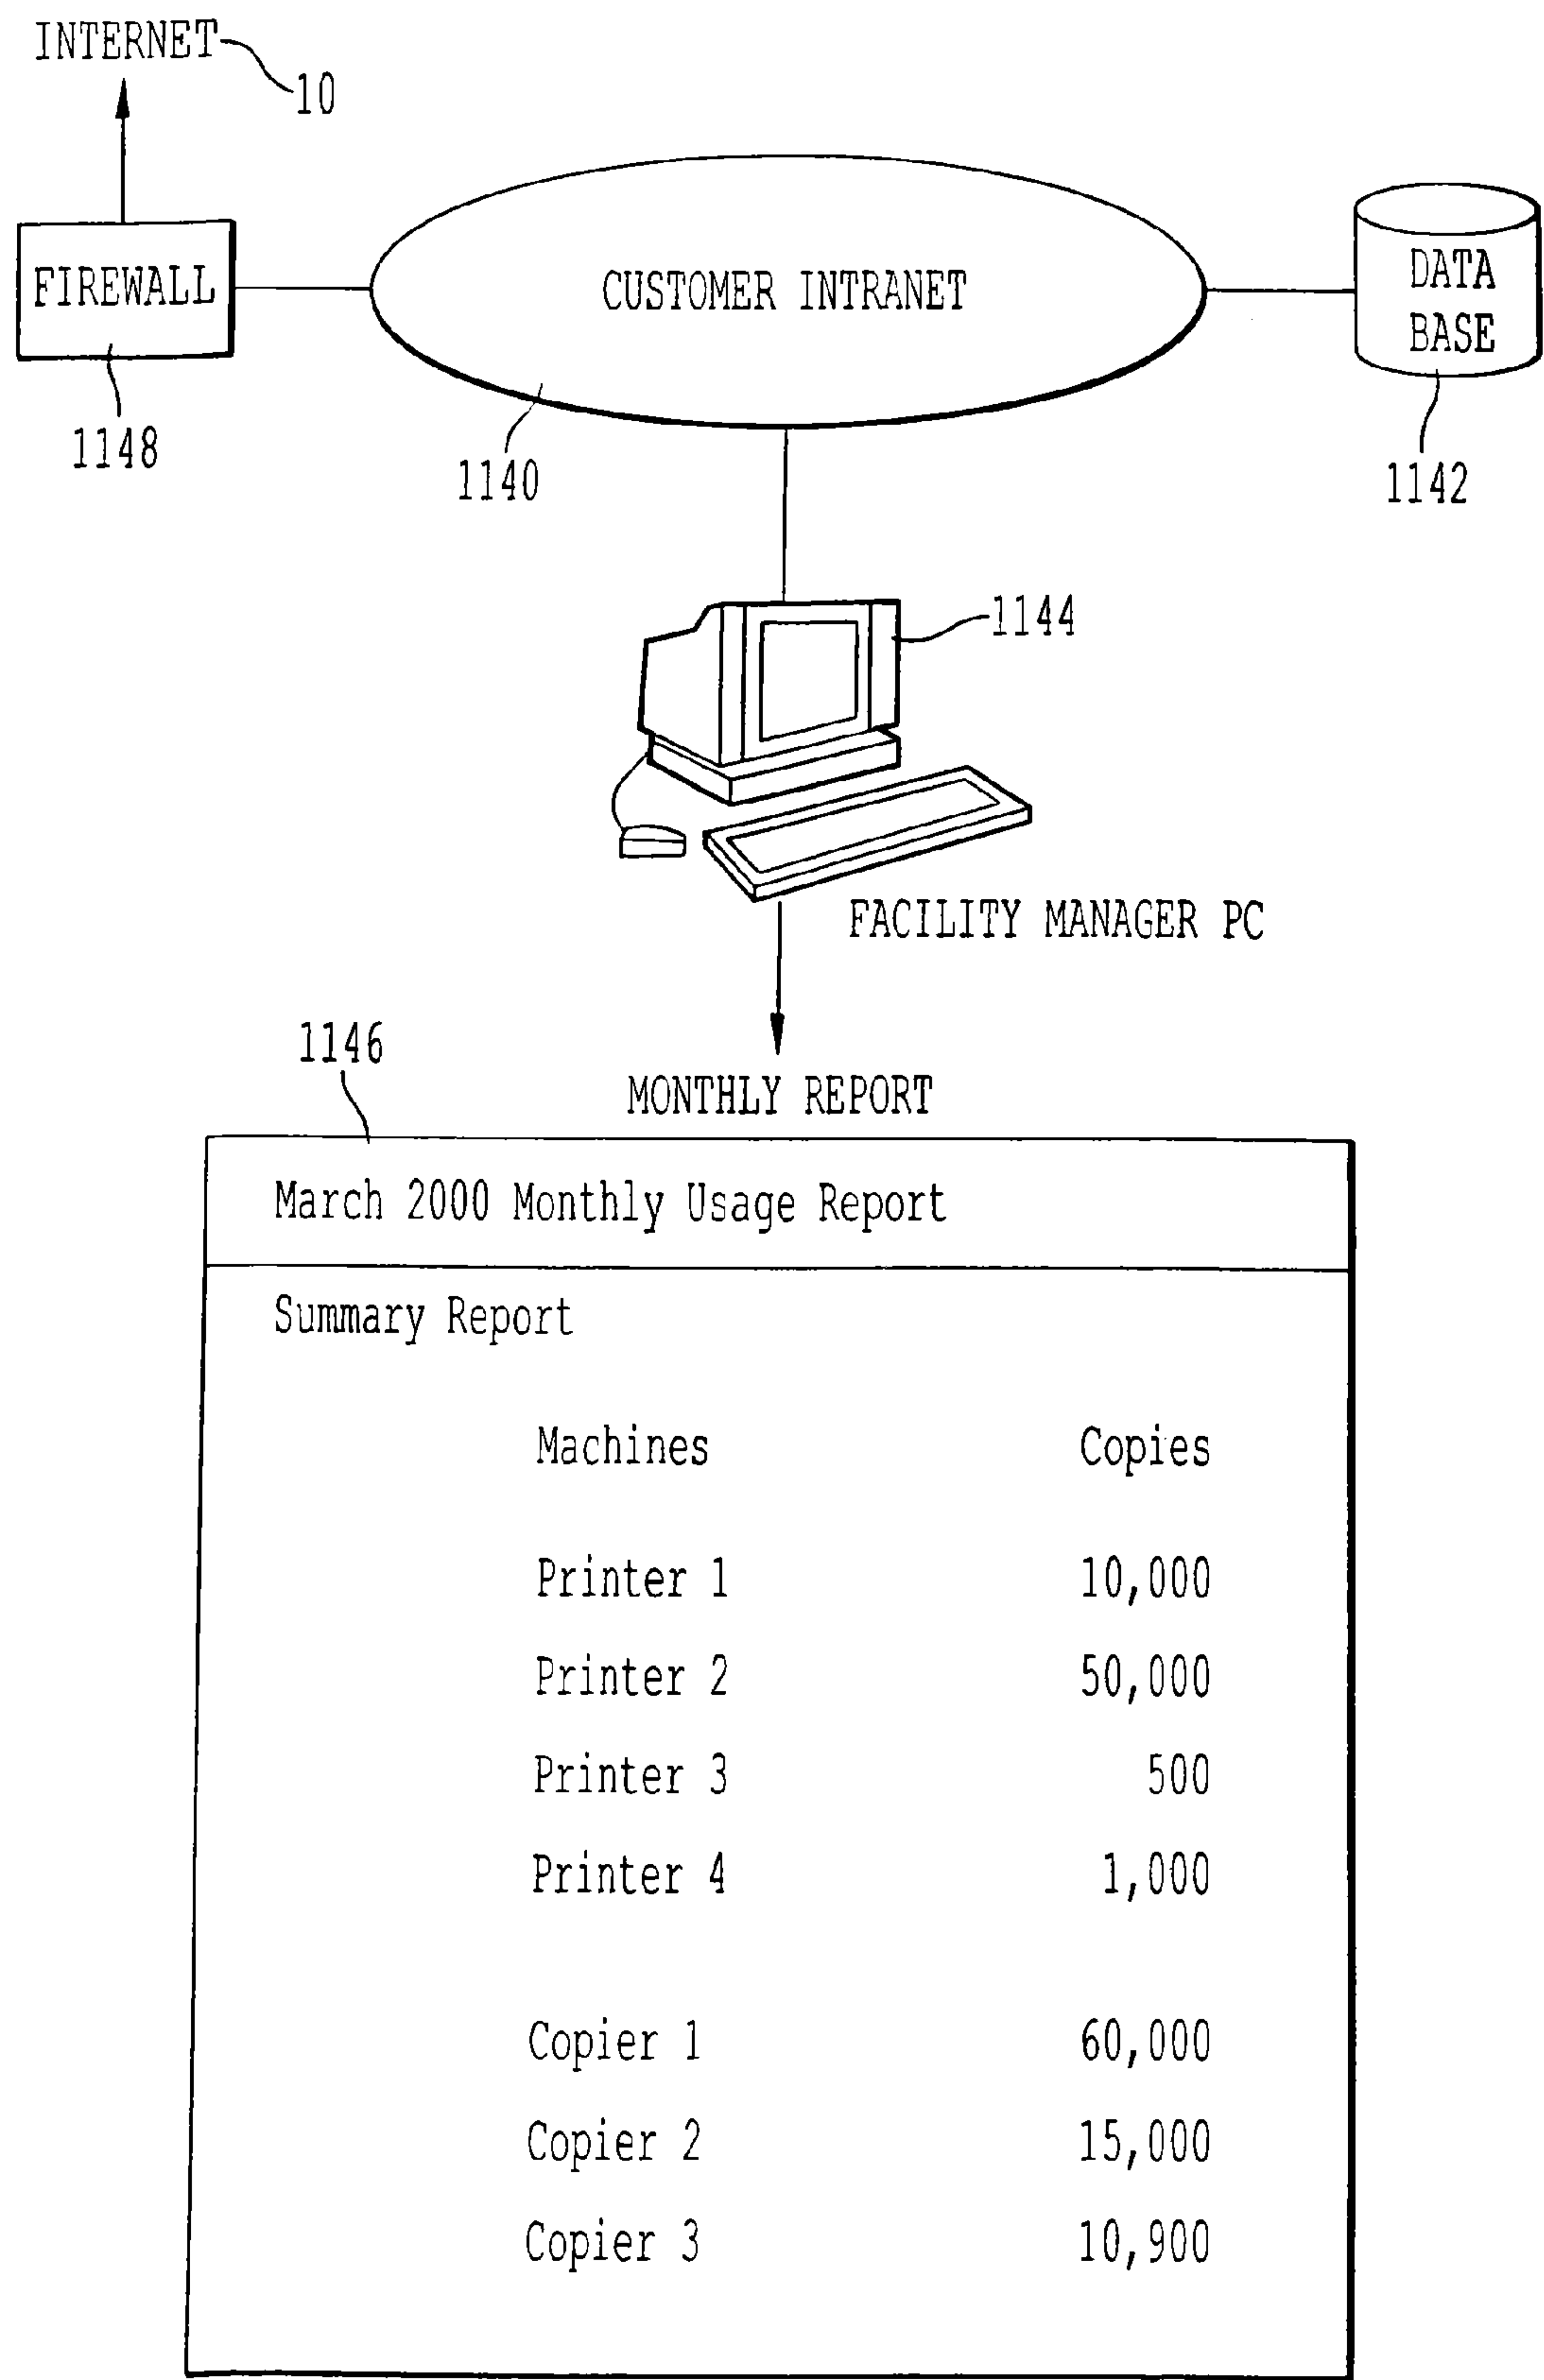 INTERNET
10
FIREWALL
CUSTOMER INTRANET
DATA
BASE
1148
1140
1142
1144
FACILITY MANAGER PC
1146
MONTHLY REPORT
March 2000 Monthly Usage Report
Summary Report
Machines Copies
Printer 1 10,000
Printer 2 50,000
Printer 3 500
Printer 4 1,000
Copier 1 60,000
Copier 2 15,000
Copier 3 10,900